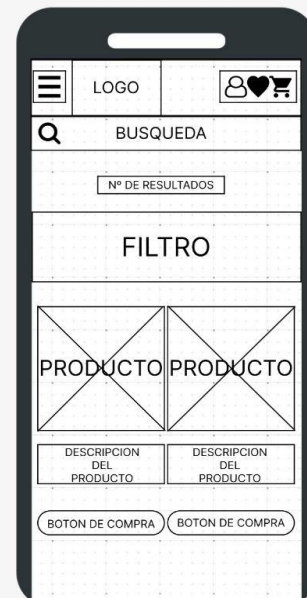 LOGO
BUSQUEDA
Nº DE RESULTADOS
FILTRO
PRODUCTO PRODUCTO
DESCRIPCION
DEL
PRODUCTO
DESCRIPCION
DEL
PRODUCTO
BOTON DE COMPRA BOTON DE COMPRA